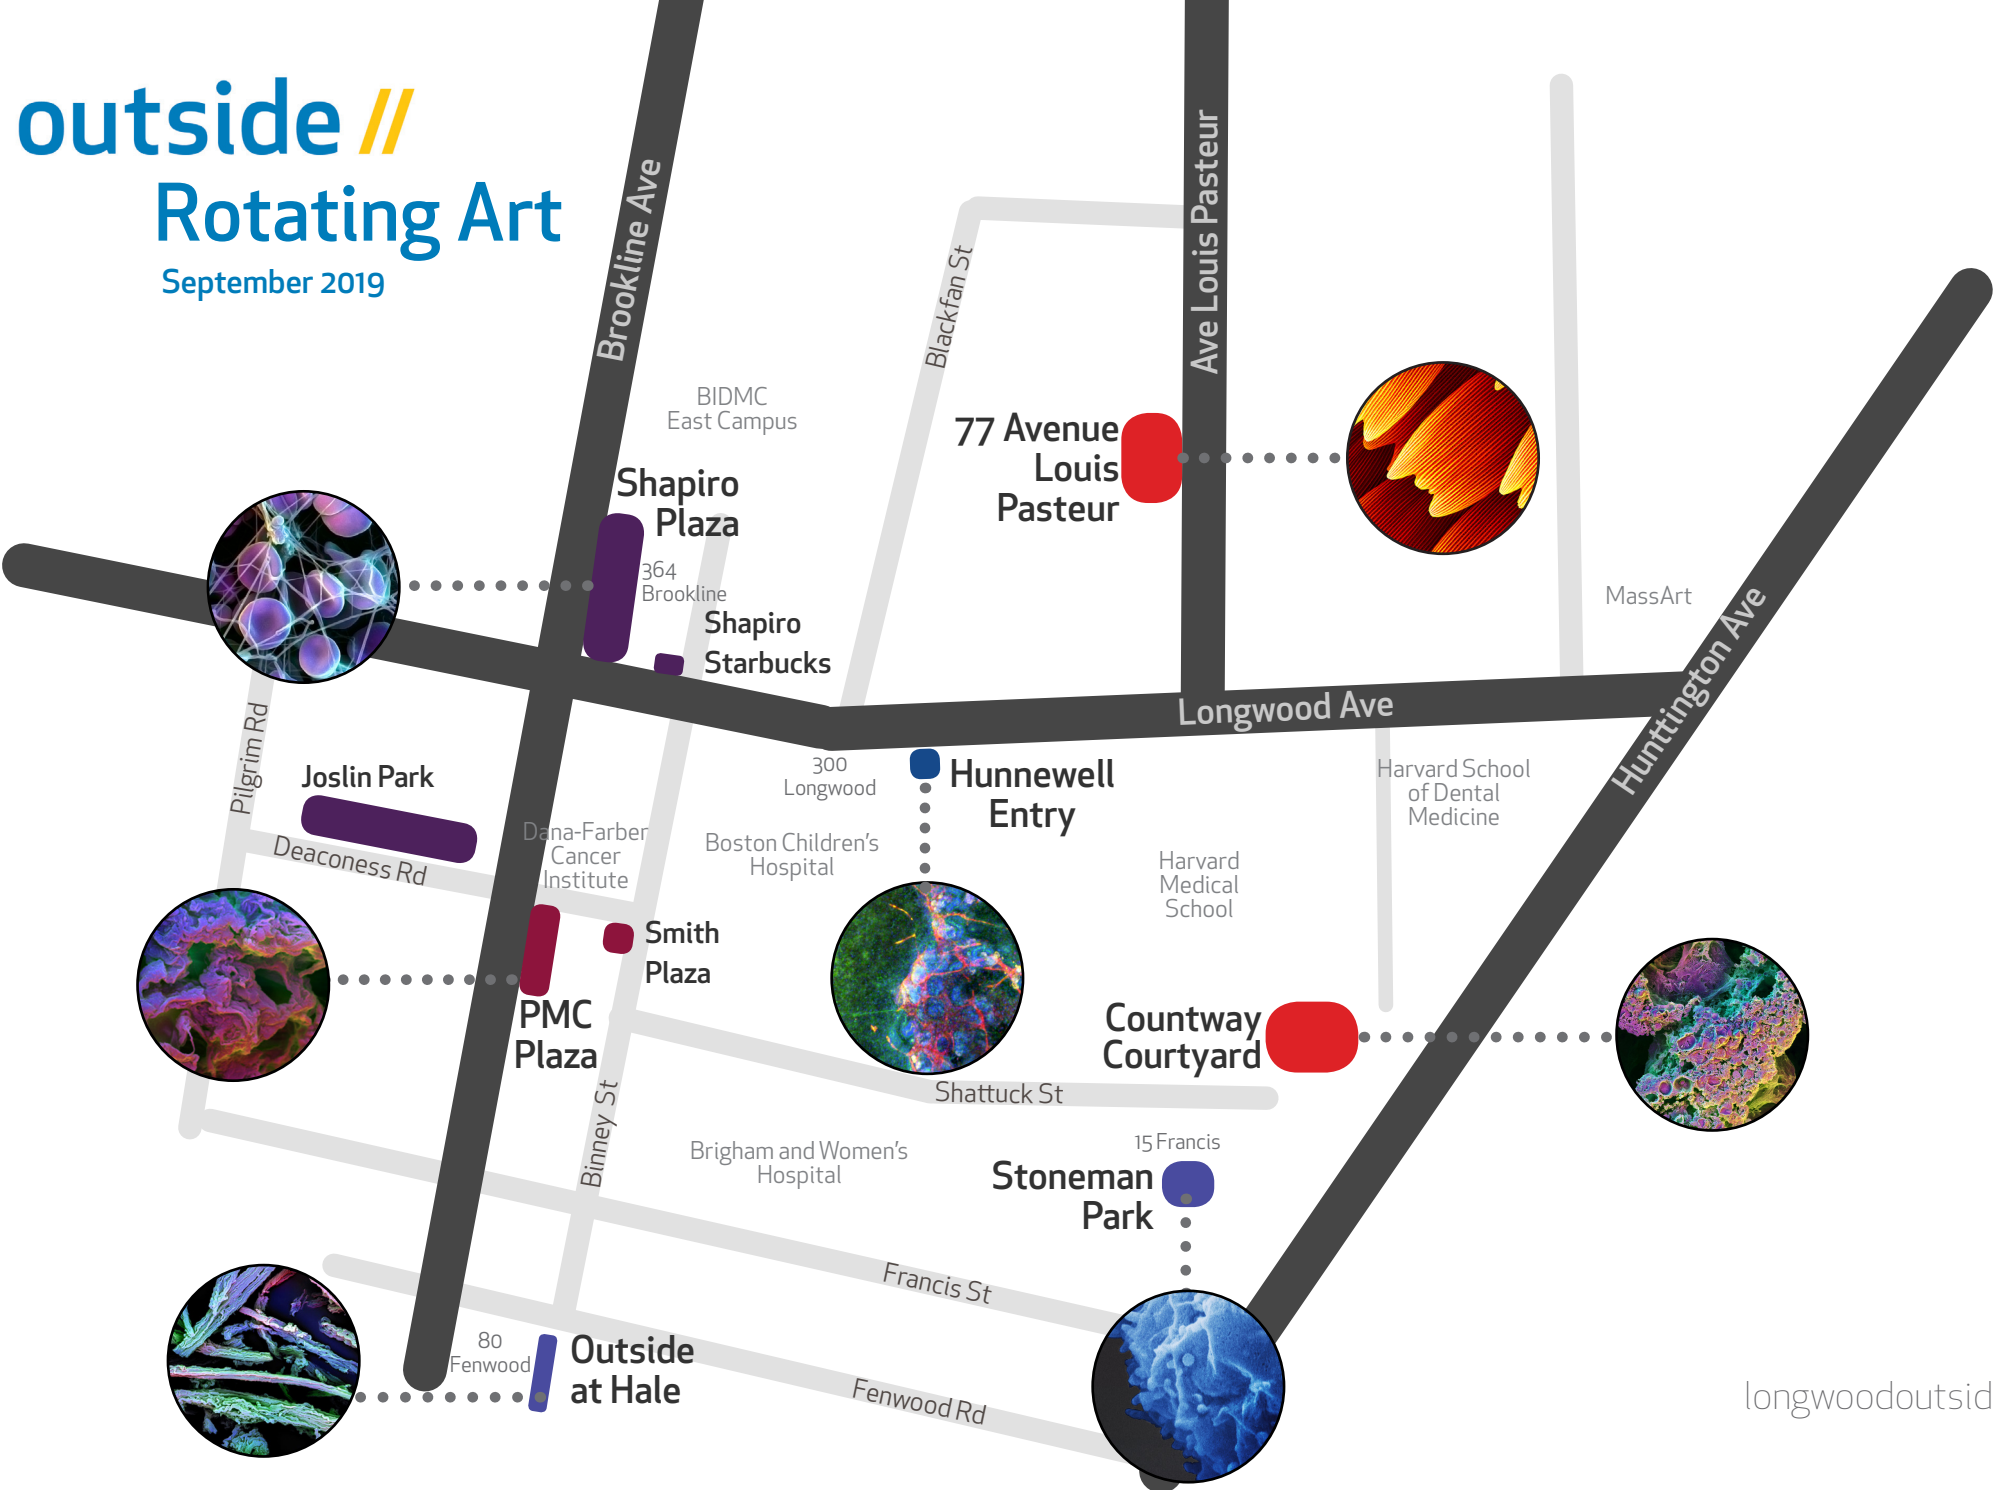 outside //
Rotating Art
September 2019
Brookline Ave
Ave Louis Pasteur
Blackfan St
BIDMC
East Campus
77 Avenue
Louis
Pasteur
Shapiro
Plaza
364
Brookline
Shapiro
Starbucks
MassArt
Hunttington Ave
Longwood Ave
Pilgrim Rd
Joslin Park
Deaconess Rd
Dana-Farber
Cancer
Institute
300
Longwood
Hunnewell
Entry
Boston Children's
Hospital
Harvard School
of Dental
Medicine
Harvard
Medical
School
Smith
Plaza
PMC
Plaza
Countway
Courtyard
Shattuck St
Binney St
Brigham and Women's
Hospital
15 Francis
Stoneman
Park
Francis St
80
Fenwood
Outside
at Hale
Fenwood Rd
longwoodoutsid